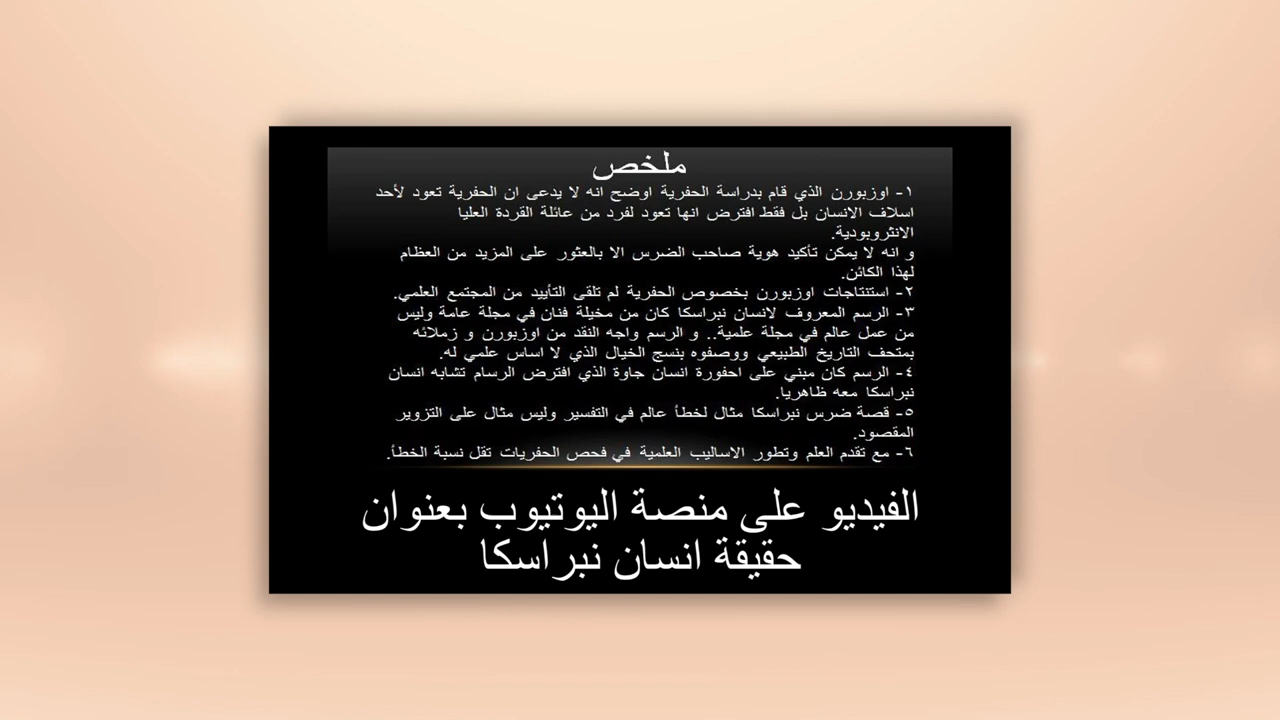 ملخص
١- اوزبورن الذي قام بدراسة الحفرية اوضح انه لا يدعى ان الحفرية تعود لأحد
اسلاف الانسان بل فقط افترض انها تعود لفرد من عائلة القردة العليا
الانثروبودية.
و انه لا يمكن تأكيد هوية صاحب الضرس الا بالعثور على المزيد من العظام
لهذا الكائن.
٢- استنتاجات اوزبورن بخصوص الحفرية لم تلقى التأييد من المجتمع العلمي.
٣- الرسم المعروف لانسان نبراسكا كان من مخيلة فنان في مجلة عامة وليس
من عمل عالم في مجلة علمية.. و الرسم واجه النقد من اوزبورن و زملائه
بمتحف التاريخ الطبيعي ووصفوه بنسج الخيال الذي لا اساس علمي له.
٤- الرسم كان مبني على احفورة انسان جاوة الذي افترض الرسام تشابه انسان
نبراسكا معه ظاهريا.
٥- قصة ضرس نبراسكا مثال لخطأ عالم في التفسير وليس مثال على التزوير
المقصود.
٦- مع تقدم العلم وتطور الاساليب العلمية في فحص الحفريات تقل نسبة الخطأ.
الفيديو على منصة اليوتيوب بعنوان
حقيقة انسان نبراسكا